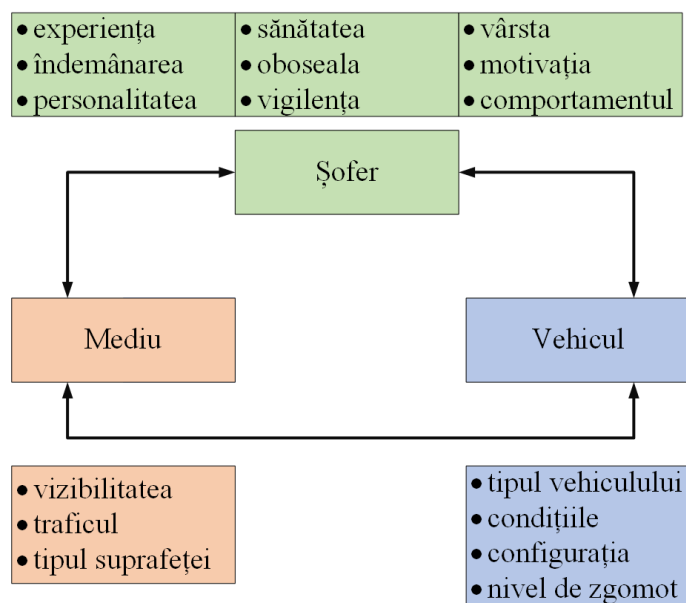 • experiența
• îndemânarea
• personalitatea
• sănătatea
• oboseala
• vigilența
• vârsta
• motivația
• comportamentul
Șofer
Mediu
Vehicul
• vizibilitatea
• traficul
• tipul suprafeței
• tipul vehiculului
• condițiile
• configurația
• nivel de zgomot